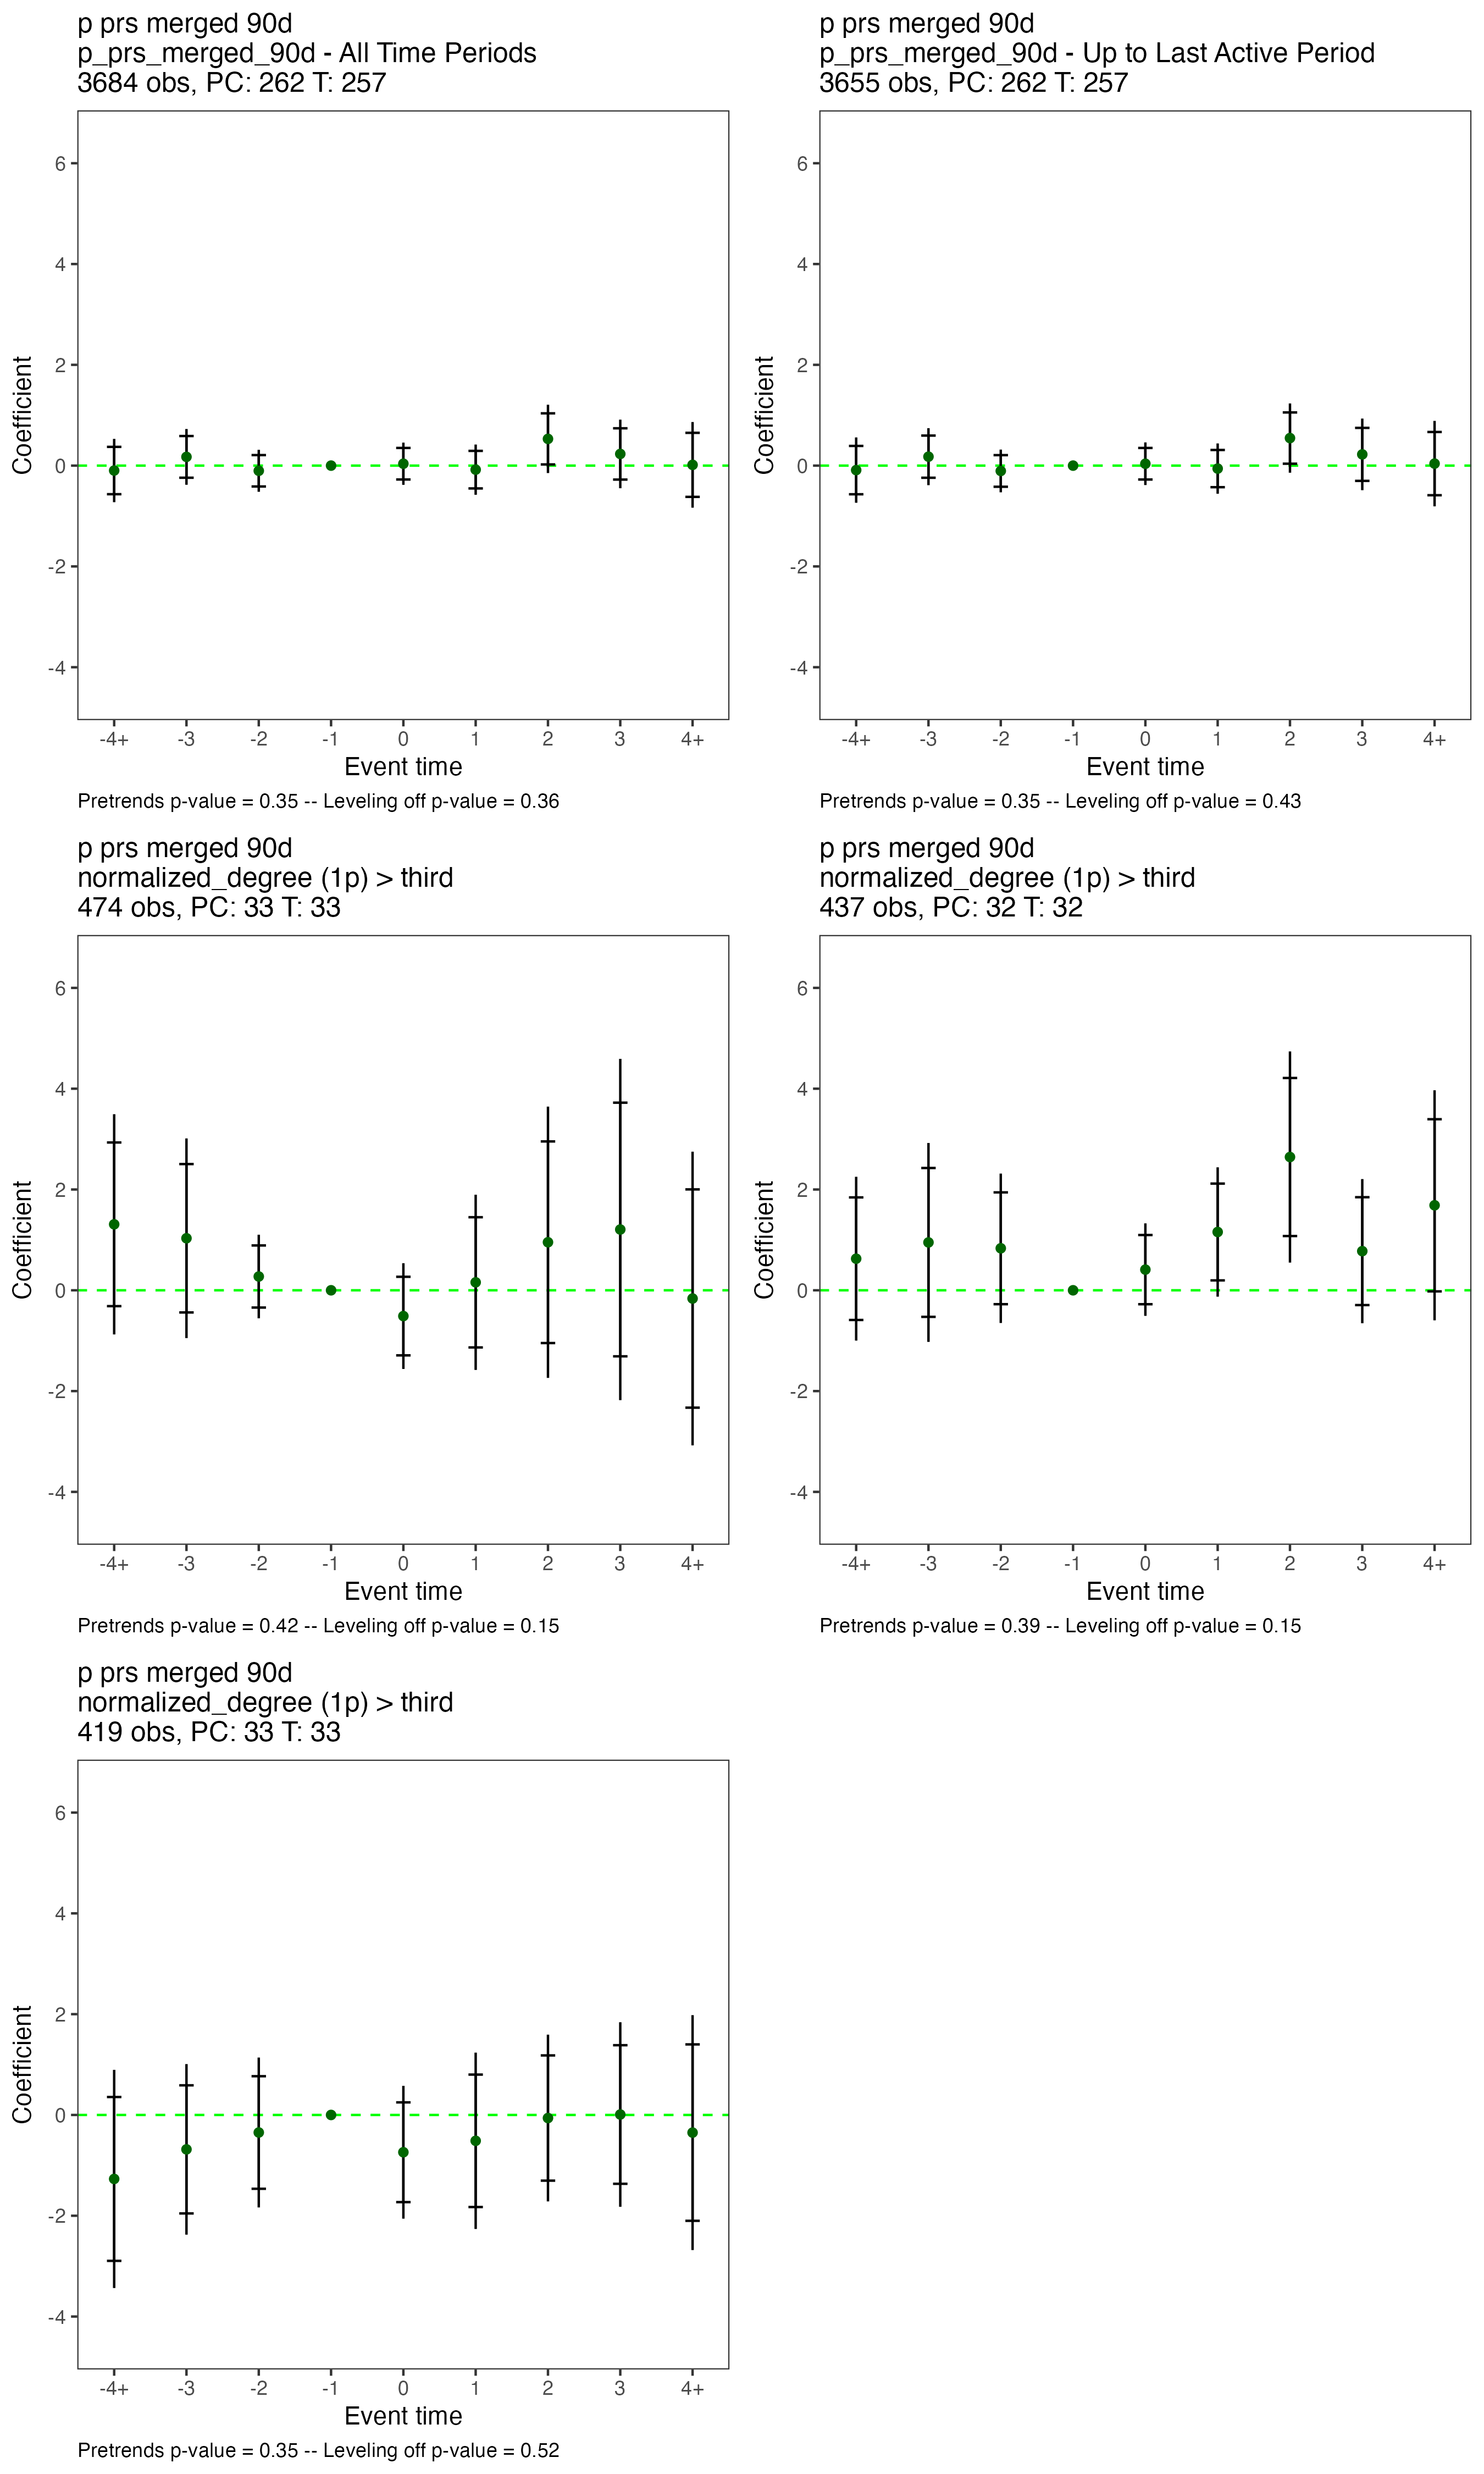 p prs merged 90d
p_prs_merged_90d - All Time Periods
3684 obs, PC: 262 T: 257
Coefficient
6
4
2
0
-2
-4
-4+ -3 -2 -1 0 1 2 3 4+
Event time
Pretrends p-value = 0.35 -- Leveling off p-value = 0.36
p prs merged 90d
p_prs_merged_90d - Up to Last Active Period
3655 obs, PC: 262 T: 257
Coefficient
6
4
2
0
-2
-4
-4+ -3 -2 -1 0 1 2 3 4+
Event time
Pretrends p-value = 0.35 -- Leveling off p-value = 0.43
p prs merged 90d
normalized_degree (1p) > third
474 obs, PC: 33 T: 33
Coefficient
6
4
2
0
-2
-4
-4+ -3 -2 -1 0 1 2 3 4+
Event time
Pretrends p-value = 0.42 -- Leveling off p-value = 0.15
p prs merged 90d
normalized_degree (1p) > third
437 obs, PC: 32 T: 32
Coefficient
6
4
2
0
-2
-4
-4+ -3 -2 -1 0 1 2 3 4+
Event time
Pretrends p-value = 0.39 -- Leveling off p-value = 0.15
p prs merged 90d
normalized_degree (1p) > third
419 obs, PC: 33 T: 33
Coefficient
6
4
2
0
-2
-4
-4+ -3 -2 -1 0 1 2 3 4+
Event time
Pretrends p-value = 0.35 -- Leveling off p-value = 0.52